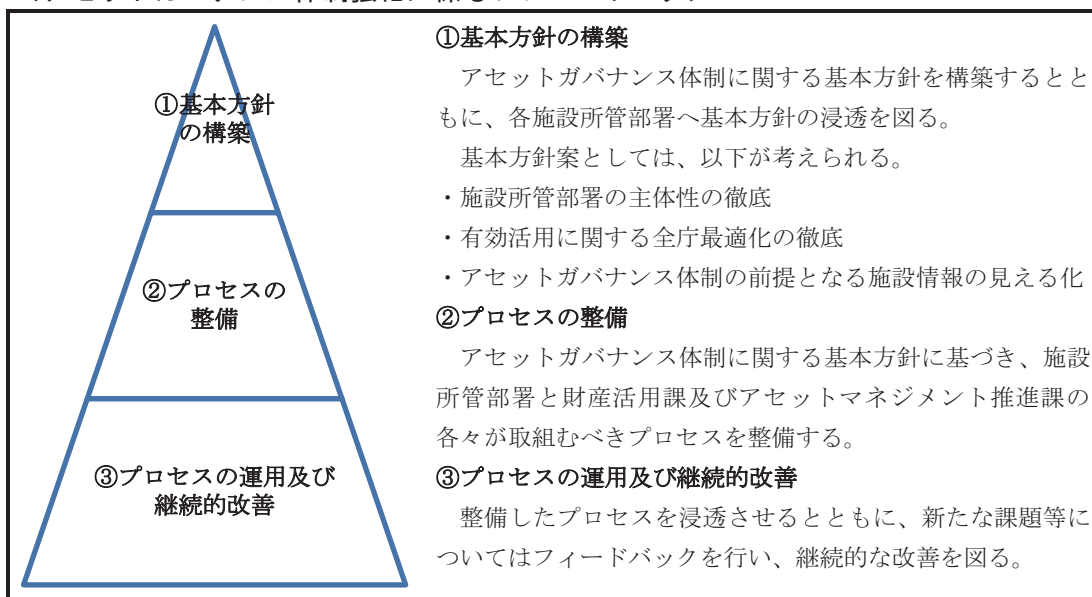 ①基本方針
の構築
②プロセスの
整備
③プロセスの運用及び
継続的改善
①基本方針の構築
アセットガバナンス体制に関する基本方針を構築するとと
もに、各施設所管部署へ基本方針の浸透を図る。
基本方針案としては、以下が考えられる。
・施設所管部署の主体性の徹底
・有効活用に関する全庁最適化の徹底
・アセットガバナンス体制の前提となる施設情報の見える化
②プロセスの整備
アセットガバナンス体制に関する基本方針に基づき、施設
所管部署と財産活用課及びアセットマネジメント推進課の
各々が取組むべきプロセスを整備する。
③プロセスの運用及び継続的改善
整備したプロセスを浸透させるとともに、新たな課題等に
ついてはフィードバックを行い、継続的な改善を図る。